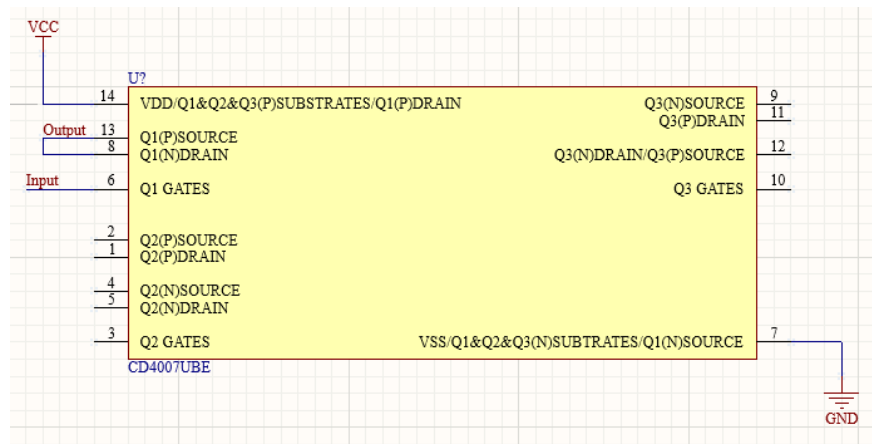 VCC
U?
14 VDD/Q1&Q2&Q3(P)SUBSTRATES/Q1(P)DRAIN
Output 13 Q1(P)SOURCE
8 Q1(N)DRAIN
Input 6 Q1 GATES
2 Q2(P)SOURCE
1 Q2(P)DRAIN
4 Q2(N)SOURCE
5 Q2(N)DRAIN
3 Q2 GATES
CD4007UBE
Q3(N)SOURCE 9
Q3(P)DRAIN 11
Q3(N)DRAIN/Q3(P)SOURCE 12
Q3 GATES 10
VSS/Q1&Q2&Q3(N)SUBTRATES/Q1(N)SOURCE 7
GND